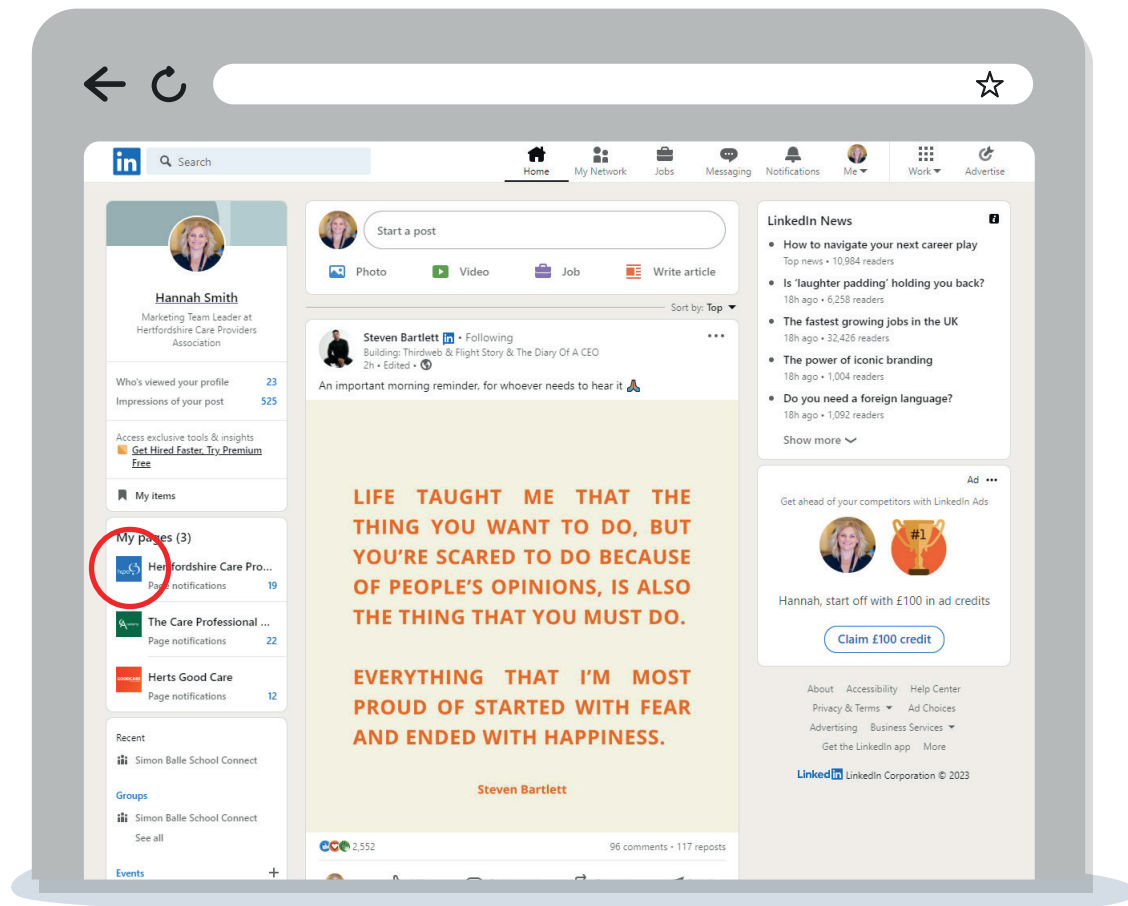 in Search
Home My Network Jobs Messaging Notifications Me Work Advertise
Hannah Smith
Marketing Team Leader at
Hertfordshire Care Providers
Association
Who's viewed your profile 23
Impressions of your post 525
Access exclusive tools & insights
Get Hired Faster, Try Premium
Free
My items
My pages (3)
Hertfordshire Care Pro...
Page notifications 19
The Care Professional ...
Page notifications 22
Herts Good Care
Page notifications 12
Recent
Simon Balle School Connect
Groups
Simon Balle School Connect
See all
Events +
Start a post
Photo Video Job Write article
Sort by: Top
Steven Bartlett in • Following
Building: Thirdweb & Flight Story & The Diary Of A CEO
2h • Edited •
An important morning reminder, for whoever needs to hear it 🙏🏽
LIFE TAUGHT ME THAT THE
THING YOU WANT TO DO, BUT
YOU'RE SCARED TO DO BECAUSE
OF PEOPLE'S OPINIONS, IS ALSO
THE THING THAT YOU MUST DO.
EVERYTHING THAT I'M MOST
PROUD OF STARTED WITH FEAR
AND ENDED WITH HAPPINESS.
Steven Bartlett
2,552 96 comments • 117 reposts
LinkedIn News
• How to navigate your next career play
Top news • 10,984 readers
• Is 'laughter padding' holding you back?
18h ago • 6,258 readers
• The fastest growing jobs in the UK
18h ago • 32,426 readers
• The power of iconic branding
18h ago • 1,004 readers
• Do you need a foreign language?
18h ago • 1,092 readers
Show more
Ad •••
Get ahead of your competitors with LinkedIn Ads
#1
Hannah, start off with £100 in ad credits
Claim £100 credit
About Accessibility Help Center
Privacy & Terms Ad Choices
Advertising Business Services
Get the LinkedIn app More
Linked in LinkedIn Corporation © 2023